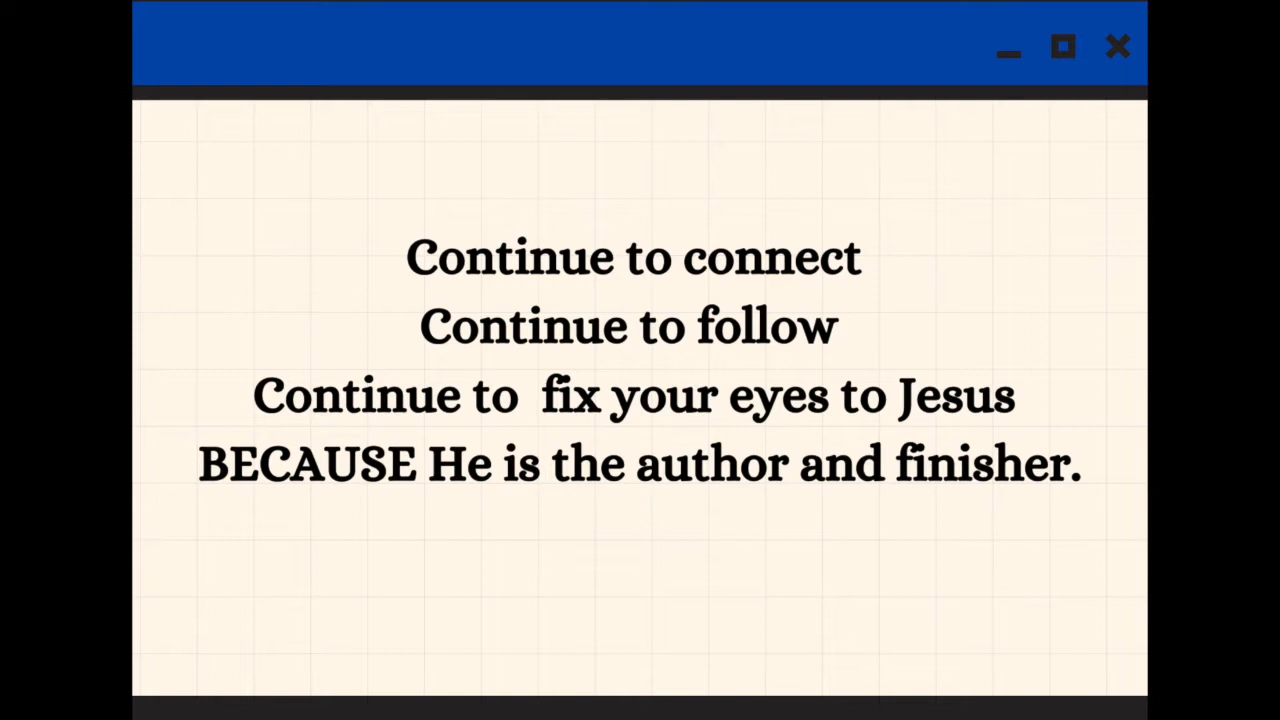 Continue to connect
Continue to follow
Continue to  fix your eyes to Jesus
BECAUSE He is the author and finisher.